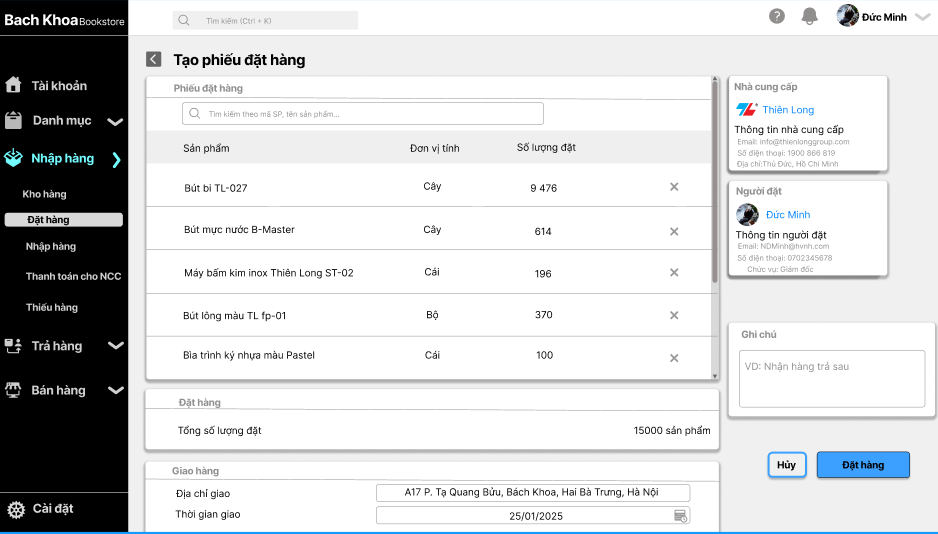 Bach Khoa Bookstore
Tìm kiếm (Ctrl + K)
?
Đức Minh
Tài khoản
Danh mục
Nhập hàng
Kho hàng
Đặt hàng
Nhập hàng
Thanh toán cho NCC
Thiếu hàng
Trả hàng
Bán hàng
Cài đặt
Tạo phiếu đặt hàng
Phiếu đặt hàng
Tìm kiếm theo mã SP, tên sản phẩm...
Sản phẩm Đơn vị tính Số lượng đặt
Bút bi TL-027 Cây 9 476
Bút mực nước B-Master Cây 614
Máy bấm kim inox Thiên Long ST-02 Cái 196
Bút lông màu TL fp-01 Bộ 370
Bìa trình ký nhựa màu Pastel Cái 100
Đặt hàng
Tổng số lượng đặt 15000 sản phẩm
Giao hàng
Địa chỉ giao A17 P. Tạ Quang Bửu, Bách Khoa, Hai Bà Trưng, Hà Nội
Thời gian giao 25/01/2025
Nhà cung cấp
Thiên Long
Thông tin nhà cung cấp
Email: info@thienlonggroup.com
Số điện thoại: 1900 866 819
Địa chỉ:Thủ Đức, Hồ Chí Minh
Người đặt
Đức Minh
Thông tin người đặt
Email: NDMinh@hvnh.com
Số điện thoại: 0702345678
Chức vụ: Giám đốc
Ghi chú
VD: Nhận hàng trả sau
Hủy
Đặt hàng